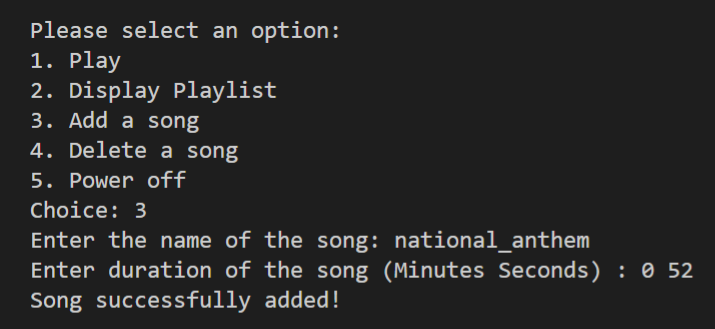 Please select an option:
1. Play
2. Display Playlist
3. Add a song
4. Delete a song
5. Power off
Choice: 3
Enter the name of the song: national_anthem
Enter duration of the song (Minutes Seconds) : 0 52
Song successfully added!